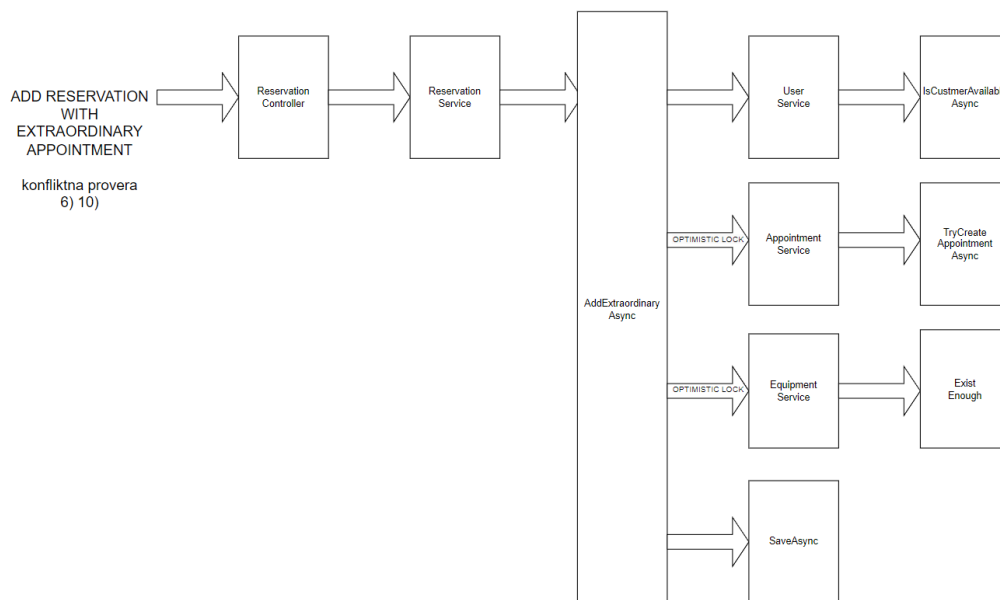 ADD RESERVATION
WITH
EXTRAORDINARY
APPOINTMENT
konfliktna provera
6) 10)
Reservation
Controller
Reservation
Service
AddExtraordinary
Async
User
Service
IsCustmerAvailabl
Async
OPTIMISTIC LOCK
Appointment
Service
TryCreate
Appointment
Async
OPTIMISTIC LOCK
Equipment
Service
Exist
Enough
SaveAsync